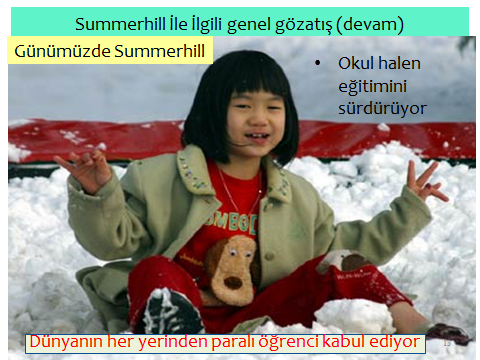 Summerhill İle İlgili genel gözatış (devam)
Günümüzde Summerhill
• Okul halen
eğitimini
sürdürüyor
Dünyanın her yerinden paralı öğrenci kabul ediyor